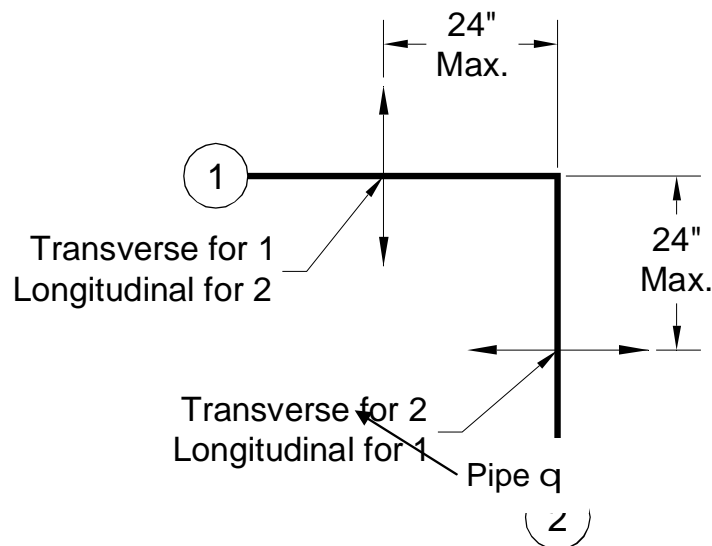 24"
Max.
1
Transverse for 1
Longitudinal for 2
24"
Max.
Transverse for 2
Longitudinal for 1
Pipe q
2